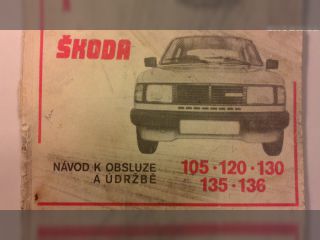 ŠKODA
NÁVOD K OBSLUZE
A ÚDRŽBĚ
105 · 120 · 130
135 · 136